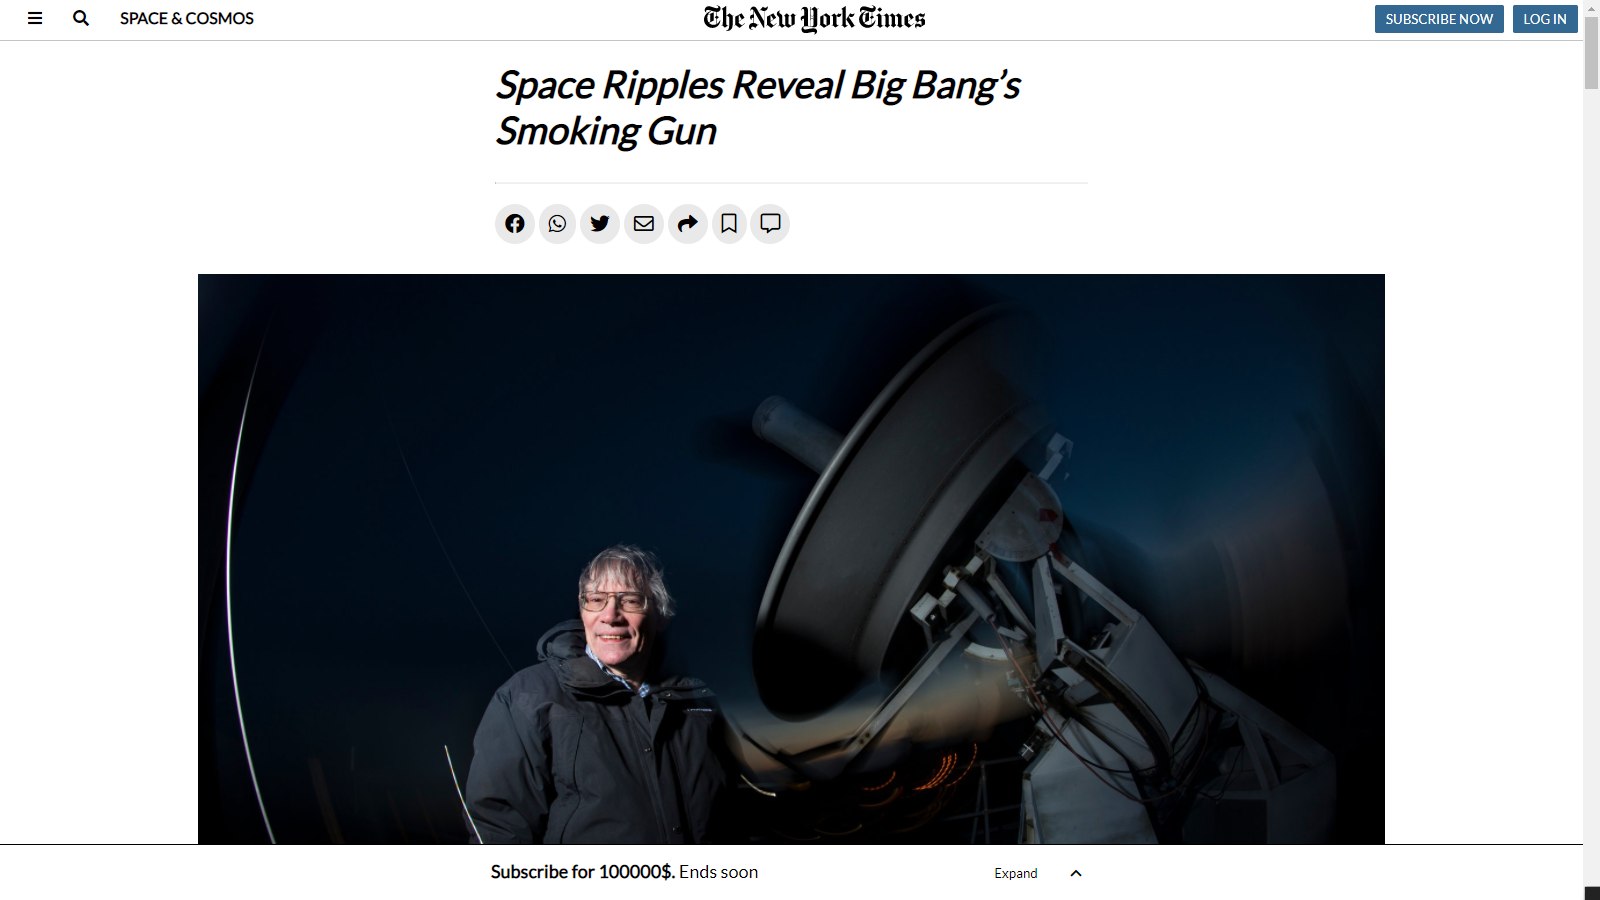 SPACE & COSMOS
The New York Times
SUBSCRIBE NOW
LOG IN
Space Ripples Reveal Big Bang’s
Smoking Gun
Subscribe for 100000$. Ends soon
Expand